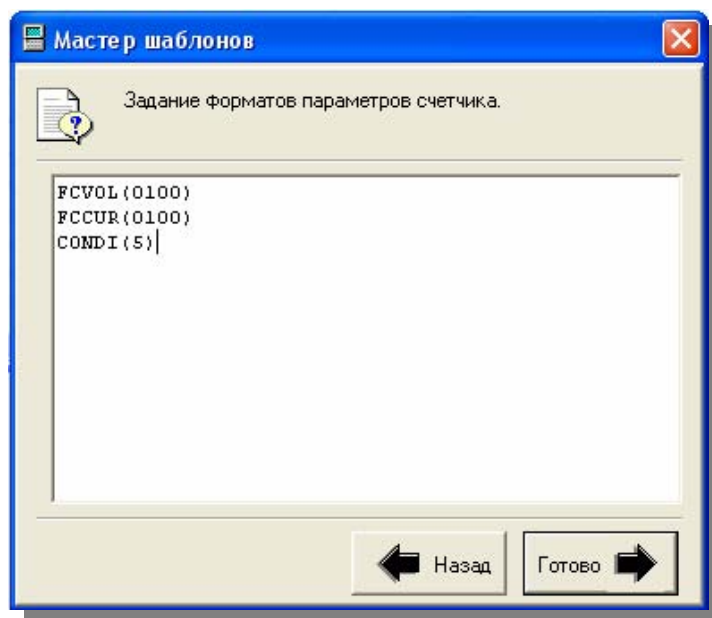 Мастер шаблонов
Задание форматов параметров счетчика.
FCVOL(0100)
FCCUR(0100)
CONDI(5)
Назад
Готово